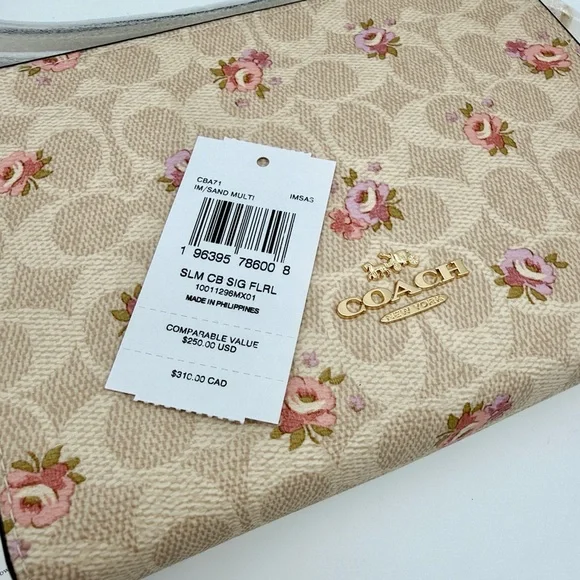 CBA71
IM/SAND MULTI IMSAG
1 96395 78600 8
SLM CB SIG FLRL
10011296MX01
MADE IN PHILIPPINES
COMPARABLE VALUE
$250.00 USD
$310.00 CAD
COACH
NEW YORK